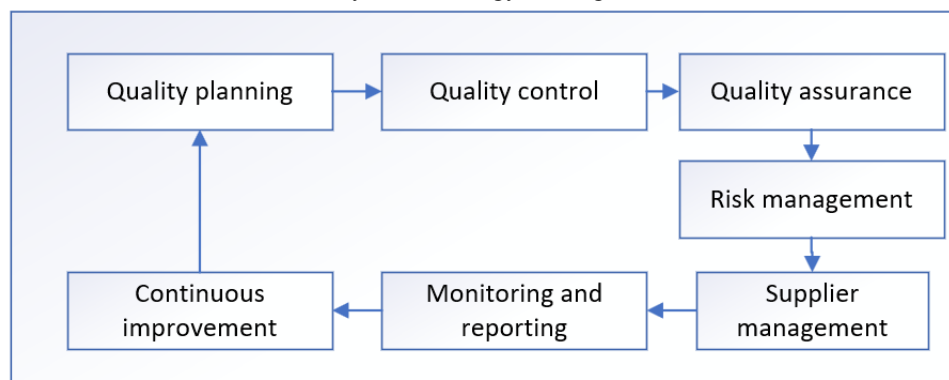 Quality planning
Quality control
Quality assurance
Risk management
Supplier
management
Monitoring and
reporting
Continuous
improvement